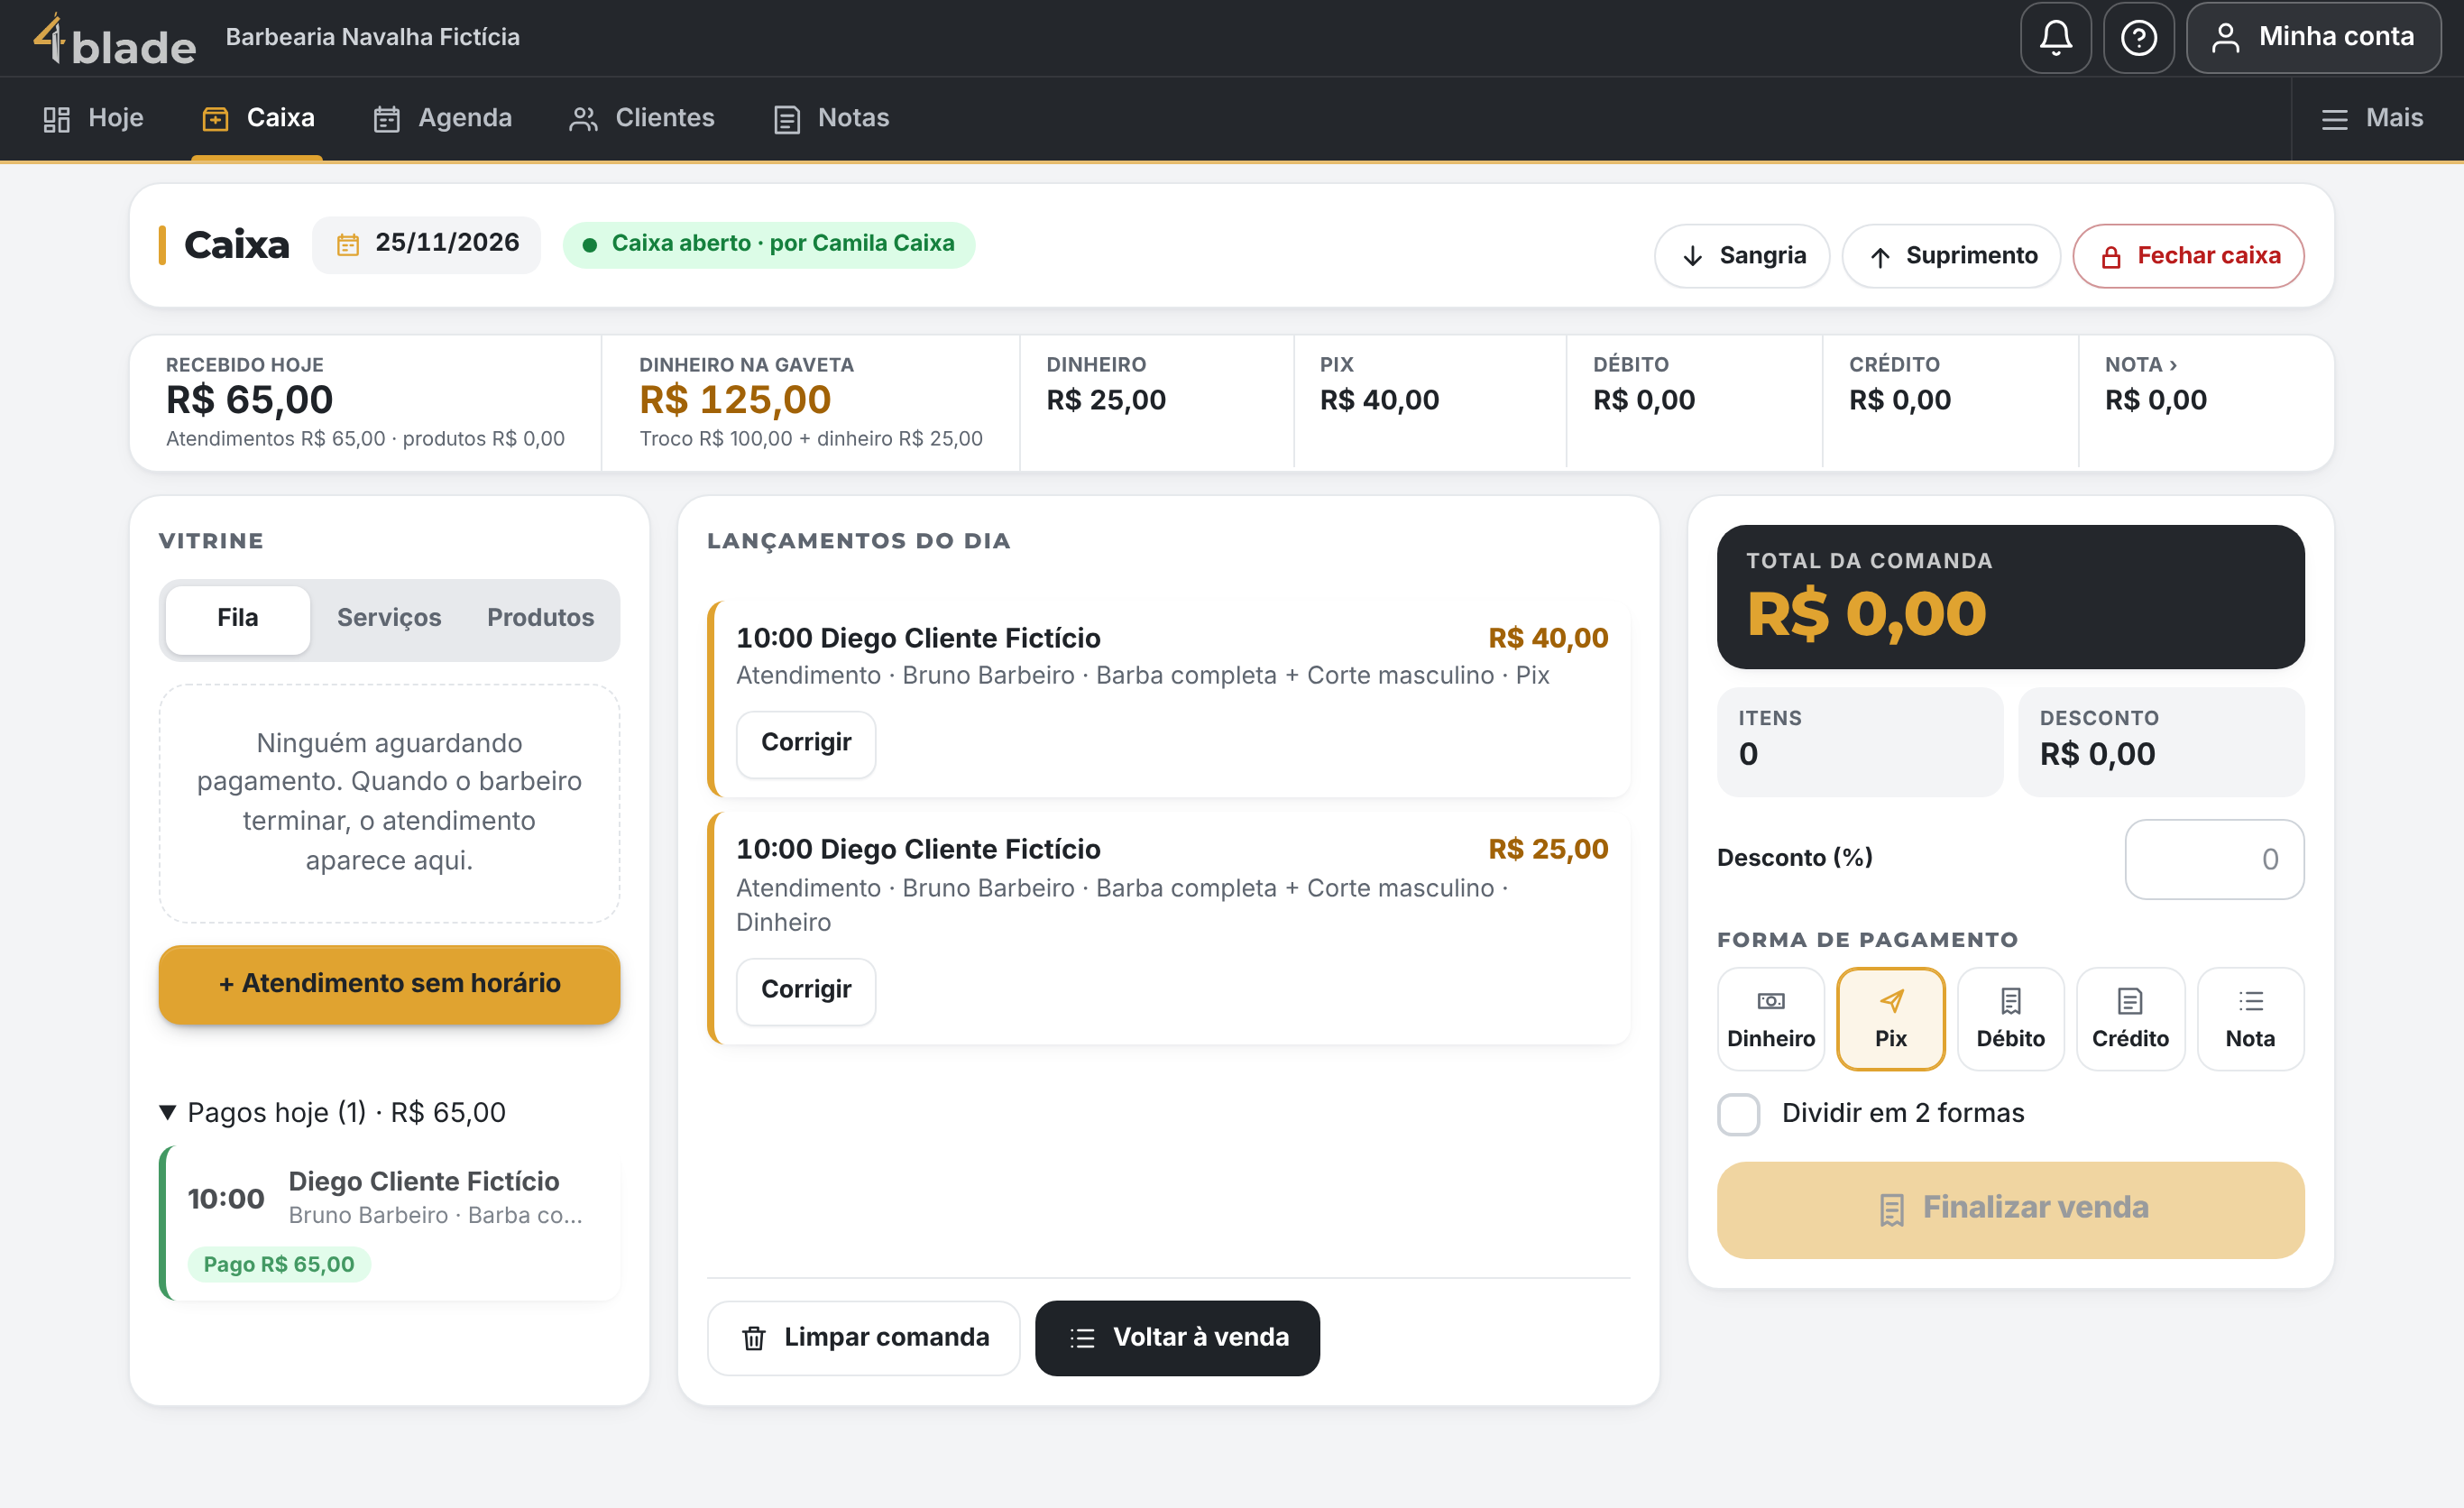 4blade
Barbearia Navalha Fictícia
Minha conta
Hoje
Caixa
Agenda
Clientes
Notas
Mais
Caixa
25/11/2026
Caixa aberto · por Camila Caixa
Sangria
Suprimento
Fechar caixa
RECEBIDO HOJE
R$ 65,00
Atendimentos R$ 65,00 · produtos R$ 0,00
DINHEIRO NA GAVETA
R$ 125,00
Troco R$ 100,00 + dinheiro R$ 25,00
DINHEIRO
R$ 25,00
PIX
R$ 40,00
DÉBITO
R$ 0,00
CRÉDITO
R$ 0,00
NOTA ›
R$ 0,00
VITRINE
Fila
Serviços
Produtos
Ninguém aguardando
pagamento. Quando o barbeiro
terminar, o atendimento
aparece aqui.
+ Atendimento sem horário
▼ Pagos hoje (1) · R$ 65,00
10:00
Diego Cliente Fictício
Bruno Barbeiro · Barba co...
Pago R$ 65,00
LANÇAMENTOS DO DIA
10:00 Diego Cliente Fictício
R$ 40,00
Atendimento · Bruno Barbeiro · Barba completa + Corte masculino · Pix
Corrigir
10:00 Diego Cliente Fictício
R$ 25,00
Atendimento · Bruno Barbeiro · Barba completa + Corte masculino ·
Dinheiro
Corrigir
Limpar comanda
Voltar à venda
TOTAL DA COMANDA
R$ 0,00
ITENS
0
DESCONTO
R$ 0,00
Desconto (%)
0
FORMA DE PAGAMENTO
Dinheiro
Pix
Débito
Crédito
Nota
Dividir em 2 formas
Finalizar venda